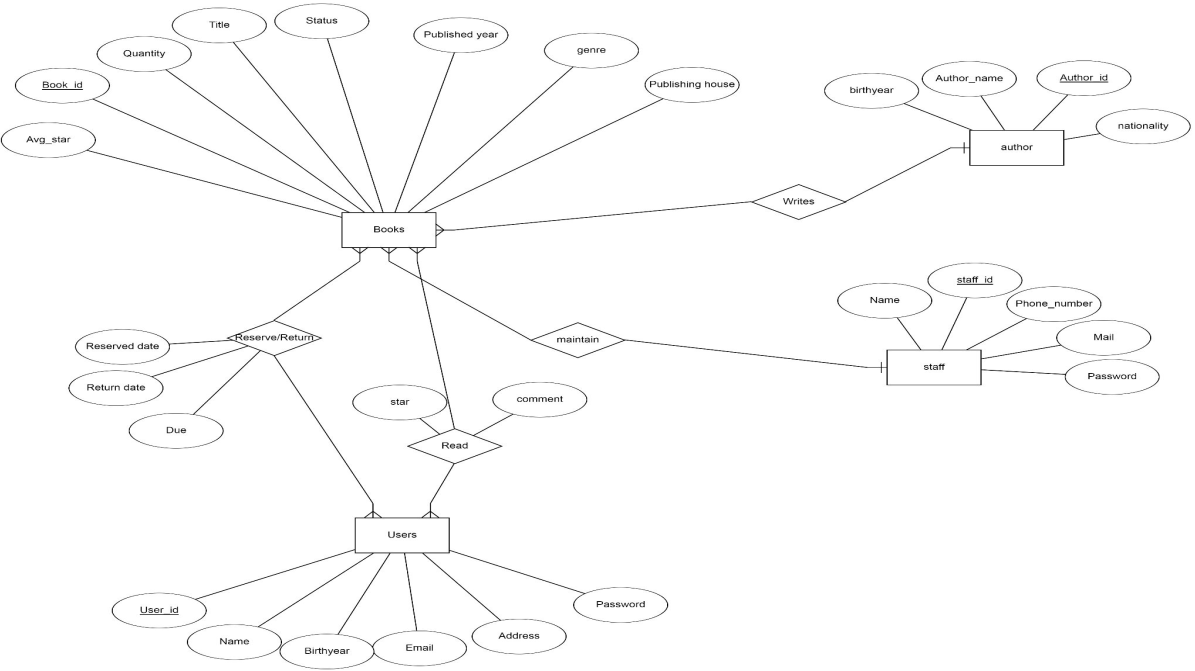 Title
Status
Published year
Quantity
genre
Book_id
Publishing house
Avg_star
Books
birthyear
Author_name
Author_id
nationality
author
Writes
Name
staff_id
Phone_number
Mail
Password
staff
maintain
Reserve/Return
Reserved date
Return date
Due
star
comment
Read
Users
User_id
Name
Birthyear
Email
Address
Password